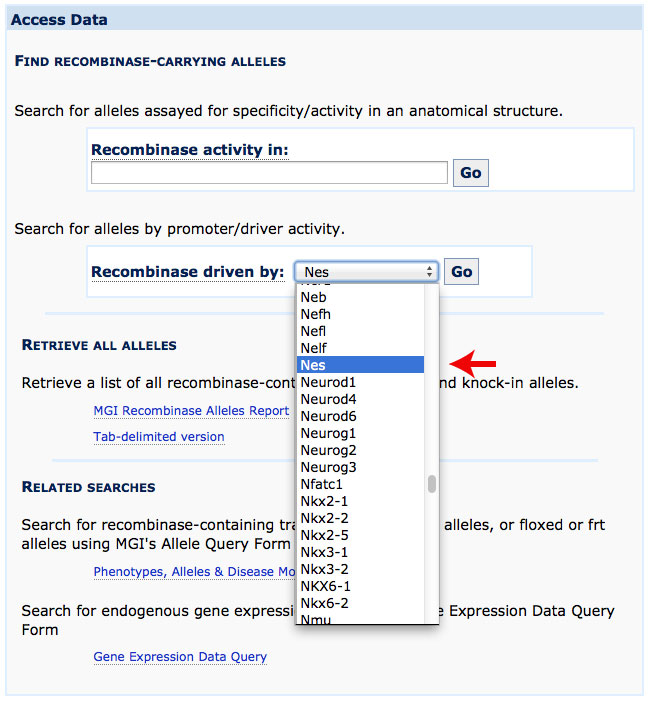 Access Data
FIND RECOMBINASE-CARRYING ALLELES
Search for alleles assayed for specificity/activity in an anatomical structure.
Recombinase activity in:
Go
Search for alleles by promoter/driver activity.
Recombinase driven by: Nes Go
Neb
Nefh
Nefl
Nelf
Nes
Neurod1
Neurod4
Neurod6
Neurog1
Neurog2
Neurog3
Nfatc1
Nkx2-1
Nkx2-2
Nkx2-5
Nkx3-1
Nkx3-2
NKX6-1
Nkx6-2
Nmu
RETRIEVE ALL ALLELES
Retrieve a list of all recombinase-cont nd knock-in alleles.
MGI Recombinase Alleles Report
Tab-delimited version
RELATED SEARCHES
Search for recombinase-containing tra alleles, or floxed or frt
alleles using MGI's Allele Query Form
Phenotypes, Alleles & Disease Mo
Search for endogenous gene expressi e Expression Data Query
Form
Gene Expression Data Query